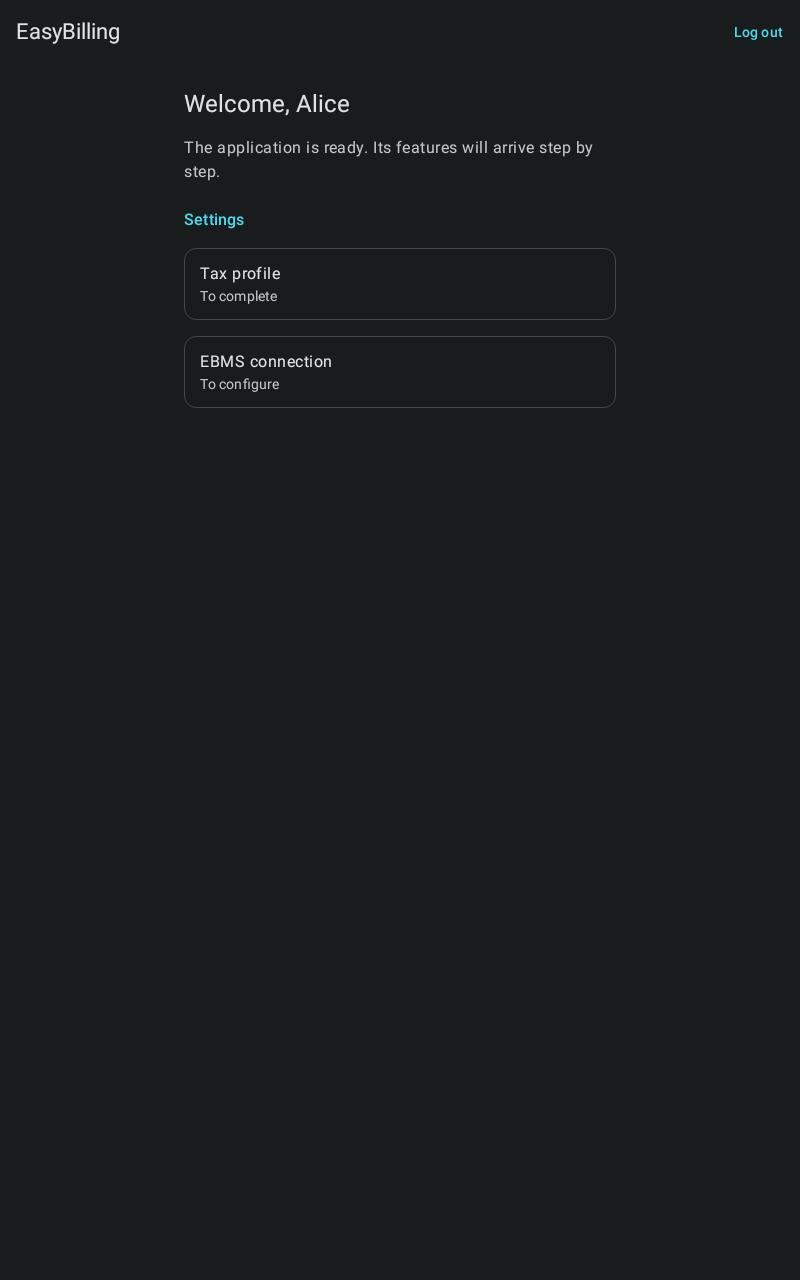 EasyBilling
Log out
Welcome, Alice
The application is ready. Its features will arrive step by
step.
Settings
Tax profile
To complete
EBMS connection
To configure